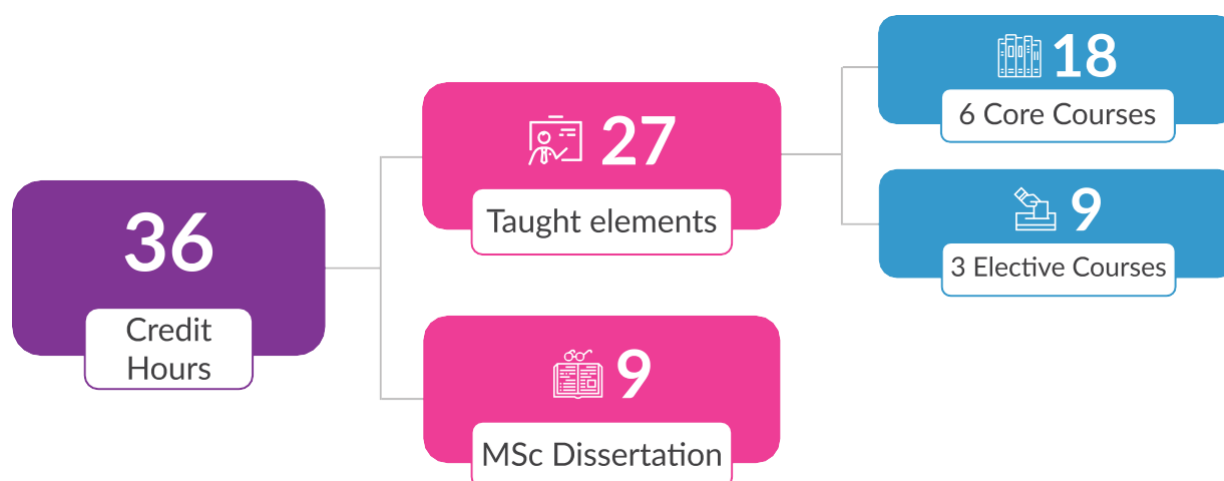 36
Credit
Hours
27
Taught elements
9
MSc Dissertation
18
6 Core Courses
9
3 Elective Courses